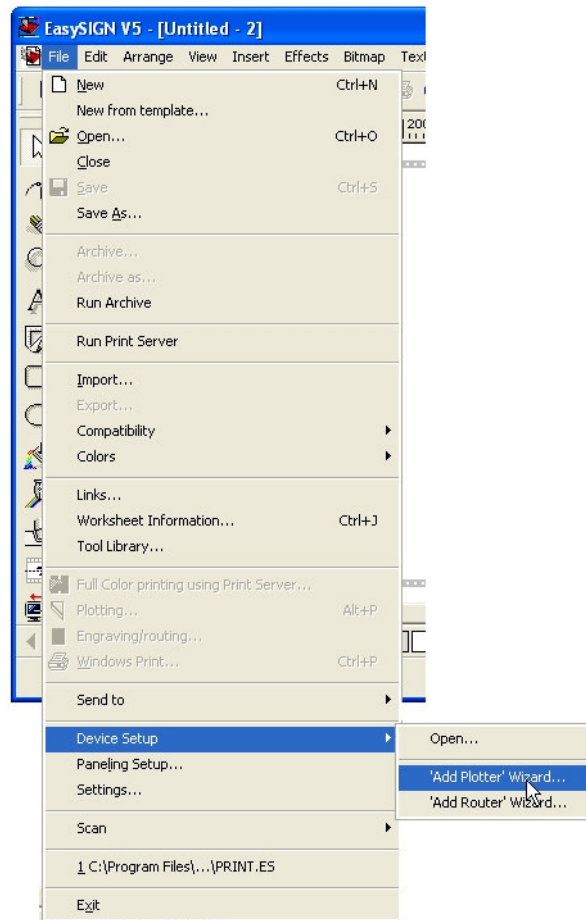 EasySIGN V5 - [Untitled - 2]
File Edit Arrange View Insert Effects Bitmap Text
New Ctrl+N
New from template...
Open... Ctrl+O
Close
Save Ctrl+S
Save As...
Archive...
Archive as...
Run Archive
Run Print Server
Import...
Export...
Compatibility
Colors
Links...
Worksheet Information... Ctrl+J
Tool Library...
Full Color printing using Print Server...
Plotting... Alt+P
Engraving/routing...
Windows Print... Ctrl+P
Send to
Device Setup
Open...
'Add Plotter' Wizard...
'Add Router' Wizard...
Paneling Setup...
Settings...
Scan
1 C:\Program Files\...\PRINT.ES
Exit